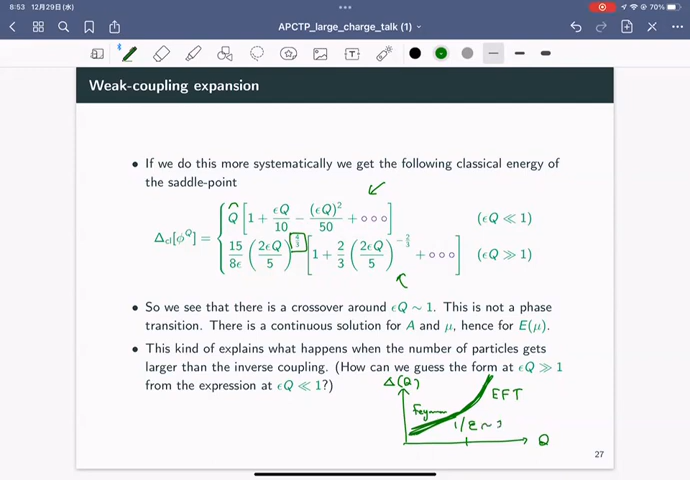 8:53 12月29日(水)
70%
APCTP_large_charge_talk (1)
Weak-coupling expansion
• If we do this more systematically we get the following classical energy of
the saddle-point
Δ_cl[φ^Q] = { Q [1 + εQ/10 − (εQ)²/50 + ∘∘∘] (εQ ≪ 1)
15/8ε (2εQ/5)^{4/3} [1 + 2/3 (2εQ/5)^{−2/3} + ∘∘∘] (εQ ≫ 1)
• So we see that there is a crossover around εQ ∼ 1. This is not a phase
transition. There is a continuous solution for A and μ, hence for E(μ).
• This kind of explains what happens when the number of particles gets
larger than the inverse coupling. (How can we guess the form at εQ ≫ 1
from the expression at εQ ≪ 1?)
Δ(Q)
EFT
1/ε ~
Q
27